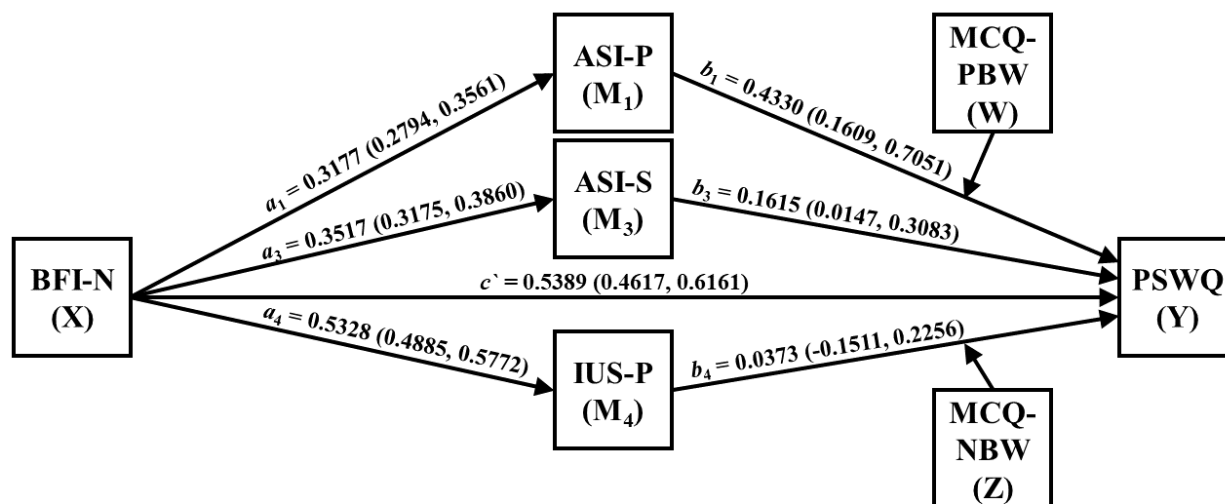 ASI-P
(M₁)
MCQ-
PBW
(W)
a₁ = 0.3177 (0.2794, 0.3561)
b₁ = 0.4330 (0.1609, 0.7051)
ASI-S
(M₃)
a₃ = 0.3517 (0.3175, 0.3860)
b₃ = 0.1615 (0.0147, 0.3083)
BFI-N
(X)
c` = 0.5389 (0.4617, 0.6161)
PSWQ
(Y)
a₄ = 0.5328 (0.4885, 0.5772)
b₄ = 0.0373 (-0.1511, 0.2256)
IUS-P
(M₄)
MCQ-
NBW
(Z)